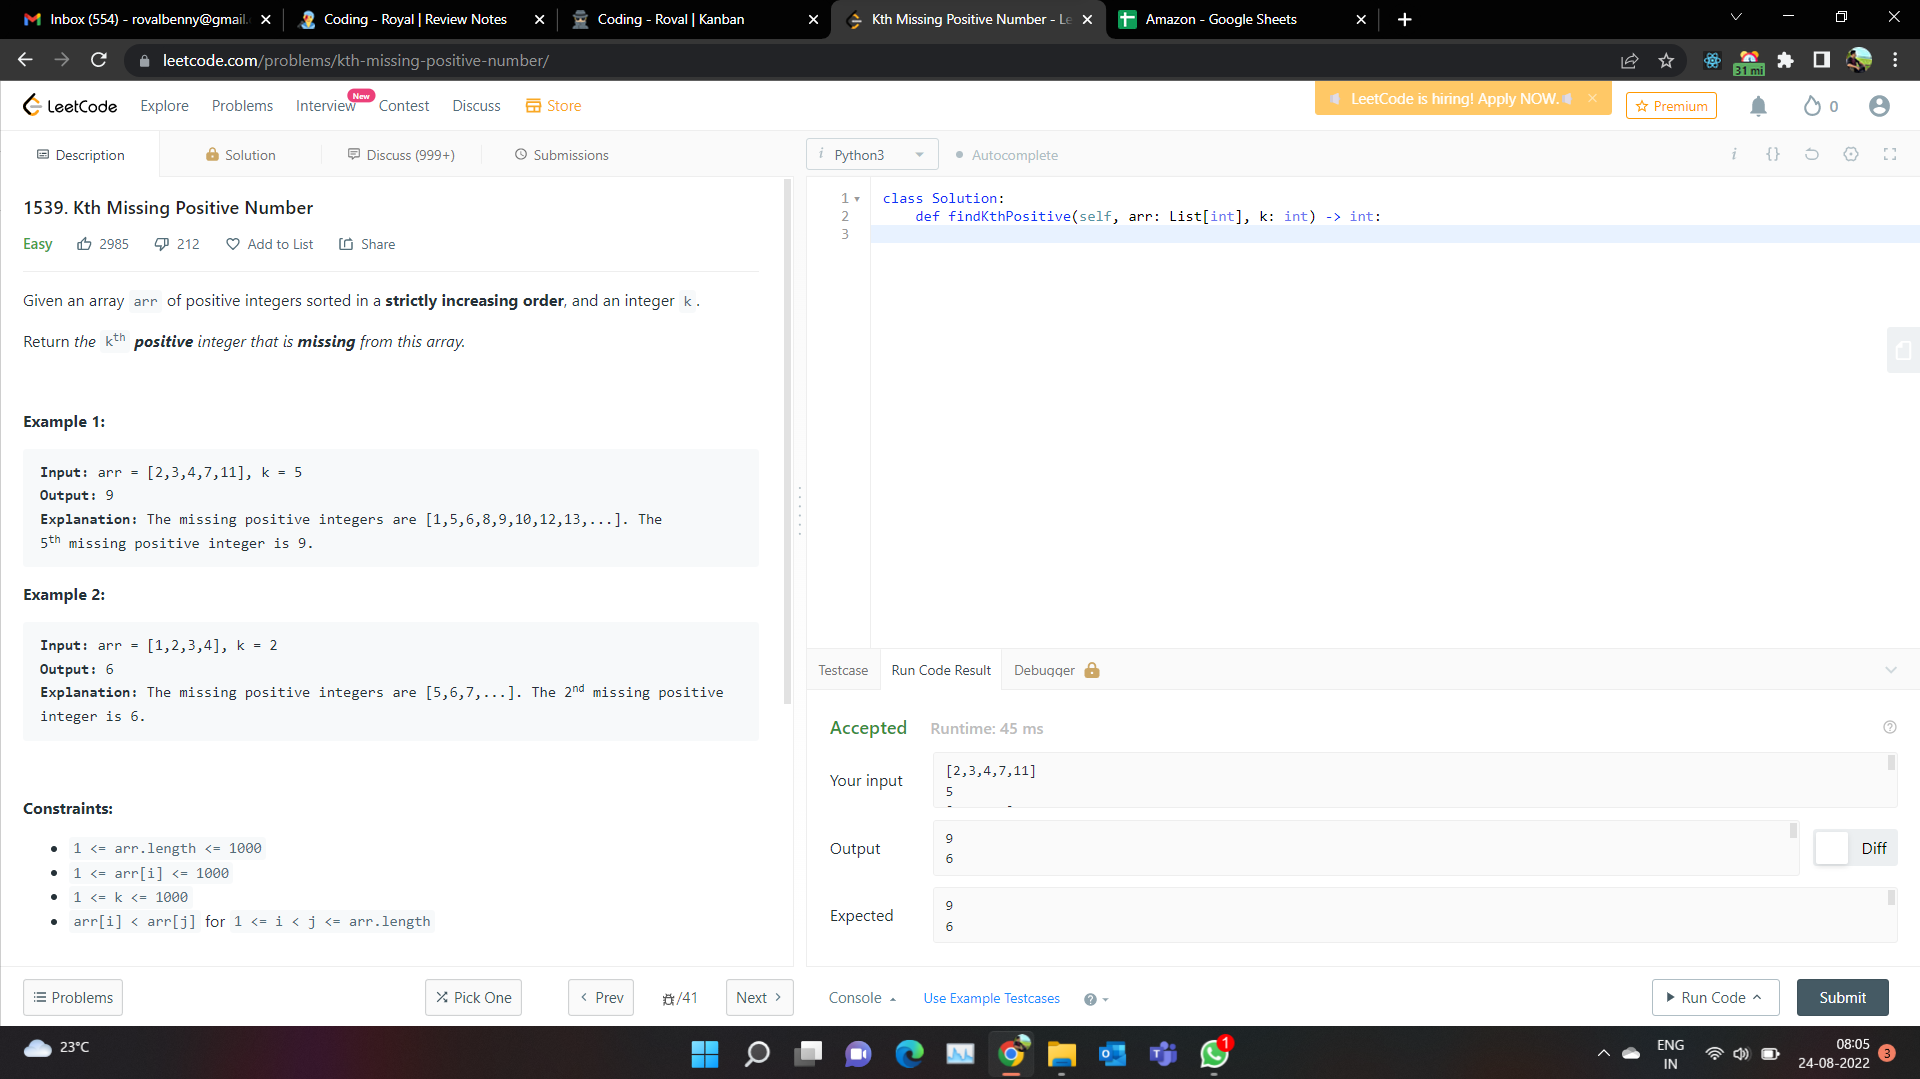 Inbox (554) - rovalbenny@gmail.
Coding - Royal | Review Notes
Coding - Roval | Kanban
Kth Missing Positive Number - Le
Amazon - Google Sheets
leetcode.com/problems/kth-missing-positive-number/
31 mi
LeetCode
Explore
Problems
Interview
New
Contest
Discuss
Store
LeetCode is hiring! Apply NOW.
Premium
0
Description
Solution
Discuss (999+)
Submissions
Python3
Autocomplete
1539. Kth Missing Positive Number
Easy
2985
212
Add to List
Share
Given an array arr of positive integers sorted in a strictly increasing order, and an integer k.
Return the kth positive integer that is missing from this array.
Example 1:
Input: arr = [2,3,4,7,11], k = 5
Output: 9
Explanation: The missing positive integers are [1,5,6,8,9,10,12,13,...]. The
5th missing positive integer is 9.
Example 2:
Input: arr = [1,2,3,4], k = 2
Output: 6
Explanation: The missing positive integers are [5,6,7,...]. The 2nd missing positive
integer is 6.
Constraints:
1 <= arr.length <= 1000
1 <= arr[i] <= 1000
1 <= k <= 1000
arr[i] < arr[j] for 1 <= i < j <= arr.length
1 class Solution:
2 def findKthPositive(self, arr: List[int], k: int) -> int:
3
Testcase
Run Code Result
Debugger
Accepted
Runtime: 45 ms
Your input
[2,3,4,7,11]
5
Output
9
6
Diff
Expected
9
6
Problems
Pick One
Prev
/41
Next
Console
Use Example Testcases
Run Code
Submit
23°C
1
ENG
IN
08:05
24-08-2022
3